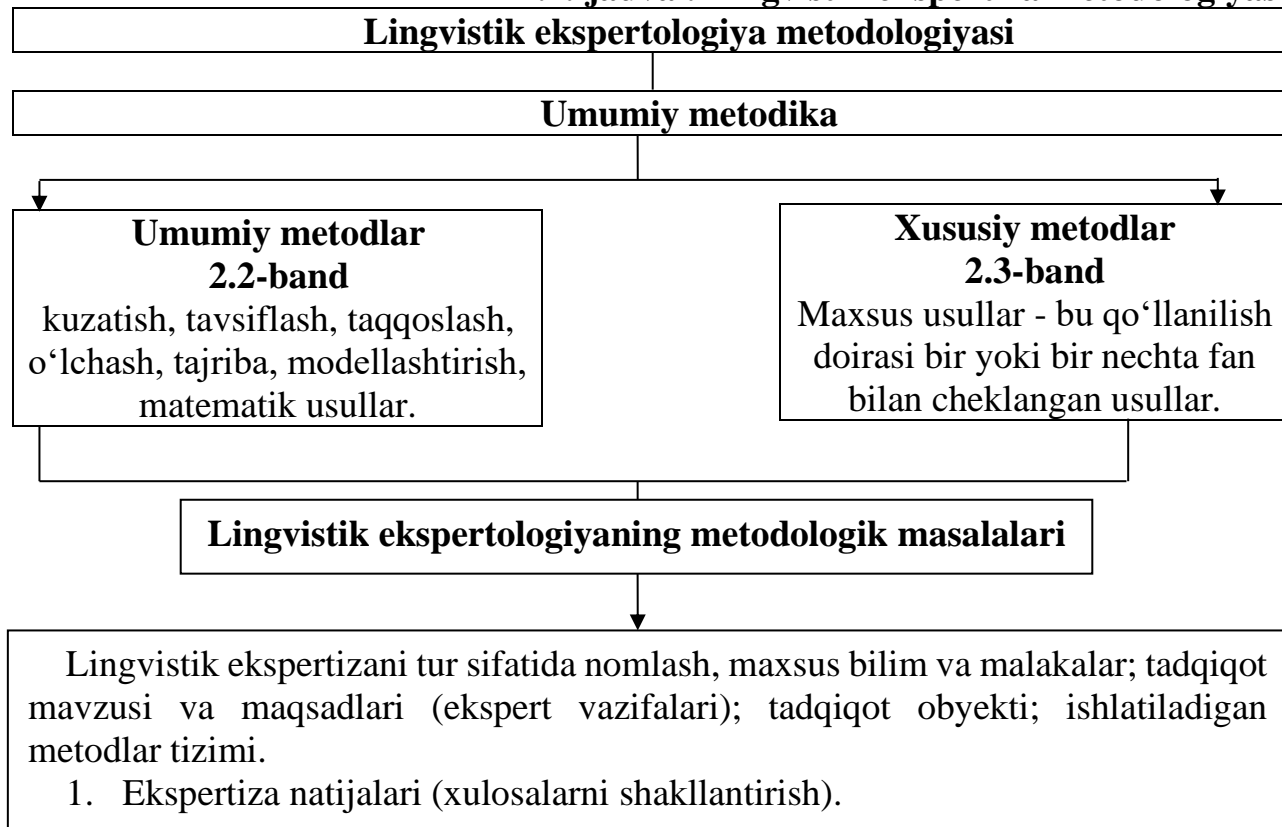 Lingvistik ekspertologiya metodologiyasi
Umumiy metodika
Umumiy metodlar
2.2-band
kuzatish, tavsiflash, taqqoslash,
o‘lchash, tajriba, modellashtirish,
matematik usullar.
Xususiy metodlar
2.3-band
Maxsus usullar - bu qo‘llanilish
doirasi bir yoki bir nechta fan
bilan cheklangan usullar.
Lingvistik ekspertologiyaning metodologik masalalari
Lingvistik ekspertizani tur sifatida nomlash, maxsus bilim va malakalar; tadqiqot
mavzusi va maqsadlari (ekspert vazifalari); tadqiqot obyekti; ishlatiladigan
metodlar tizimi.
1. Ekspertiza natijalari (xulosalarni shakllantirish).